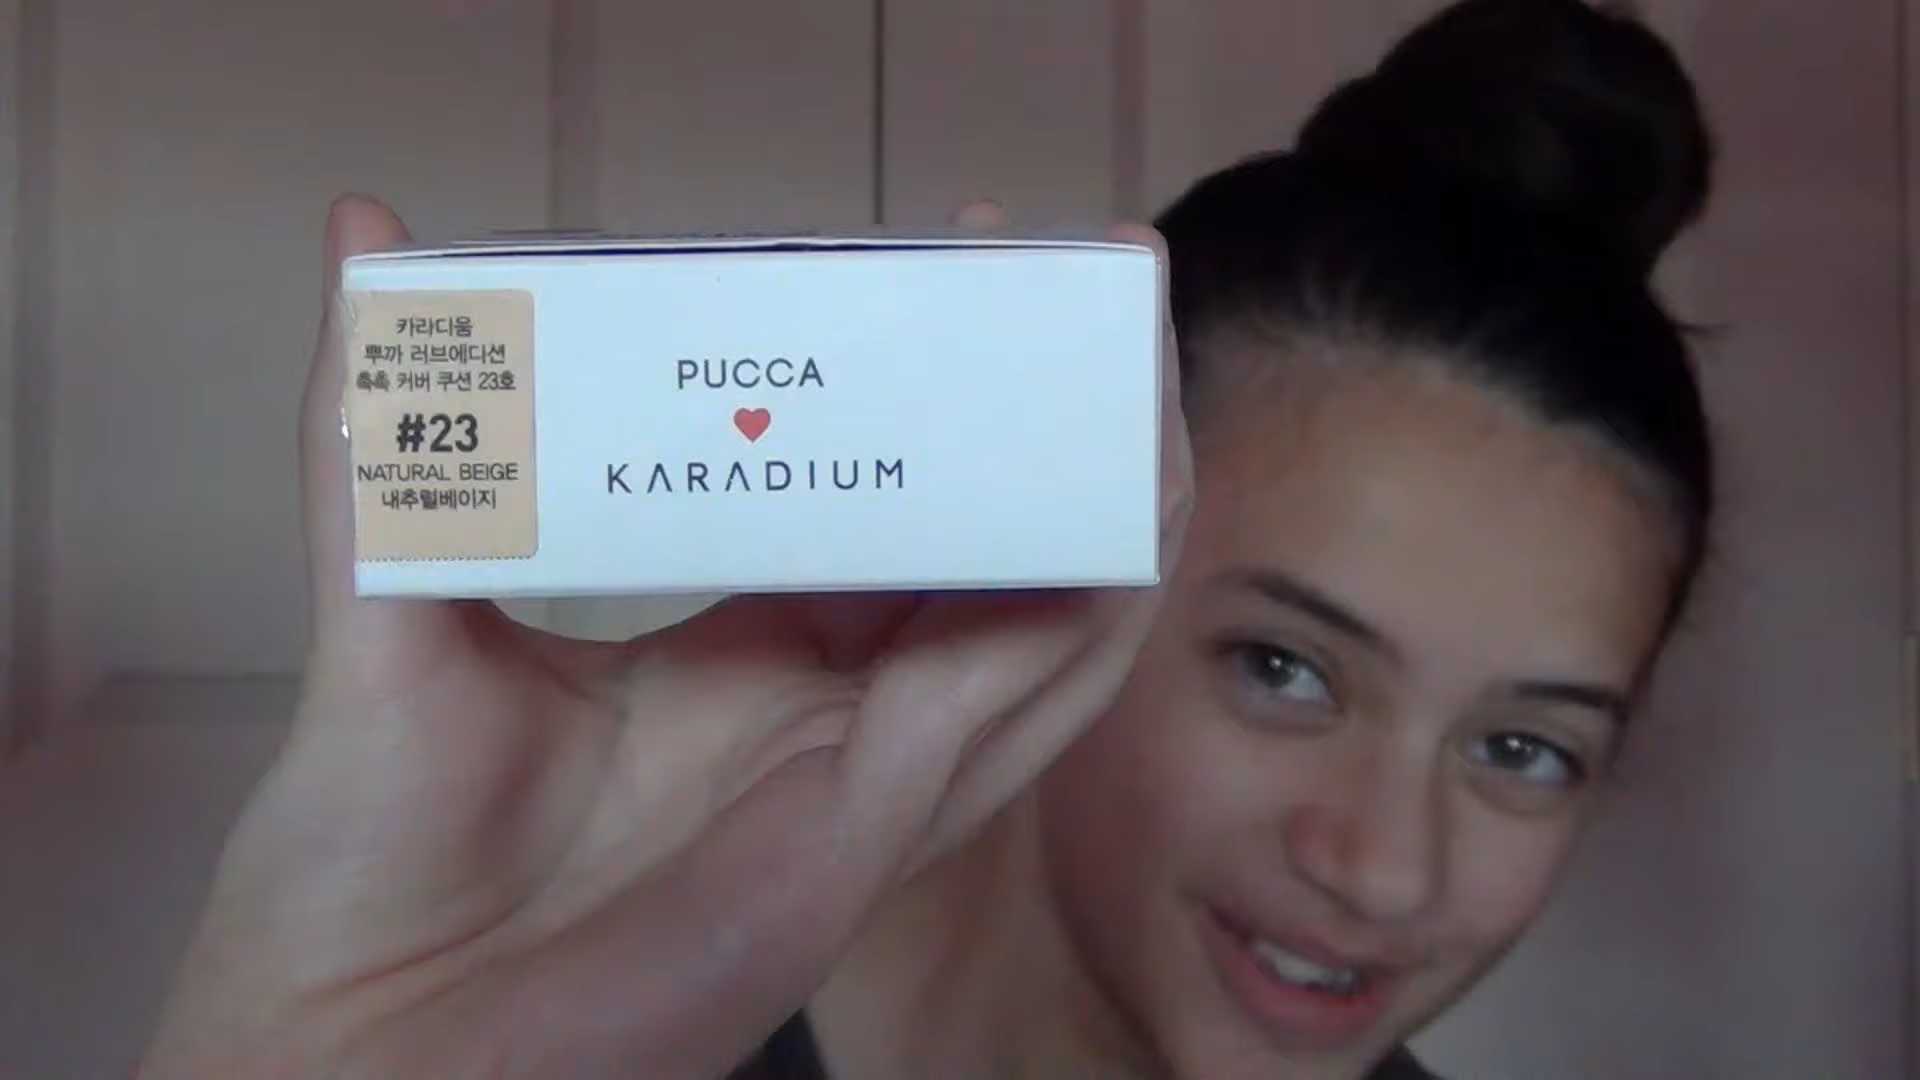 카라디움
뿌까 러브에디션
촉촉 커버 쿠션 23호
#23
NATURAL BEIGE
내추럴베이지
PUCCA
KARADIUM